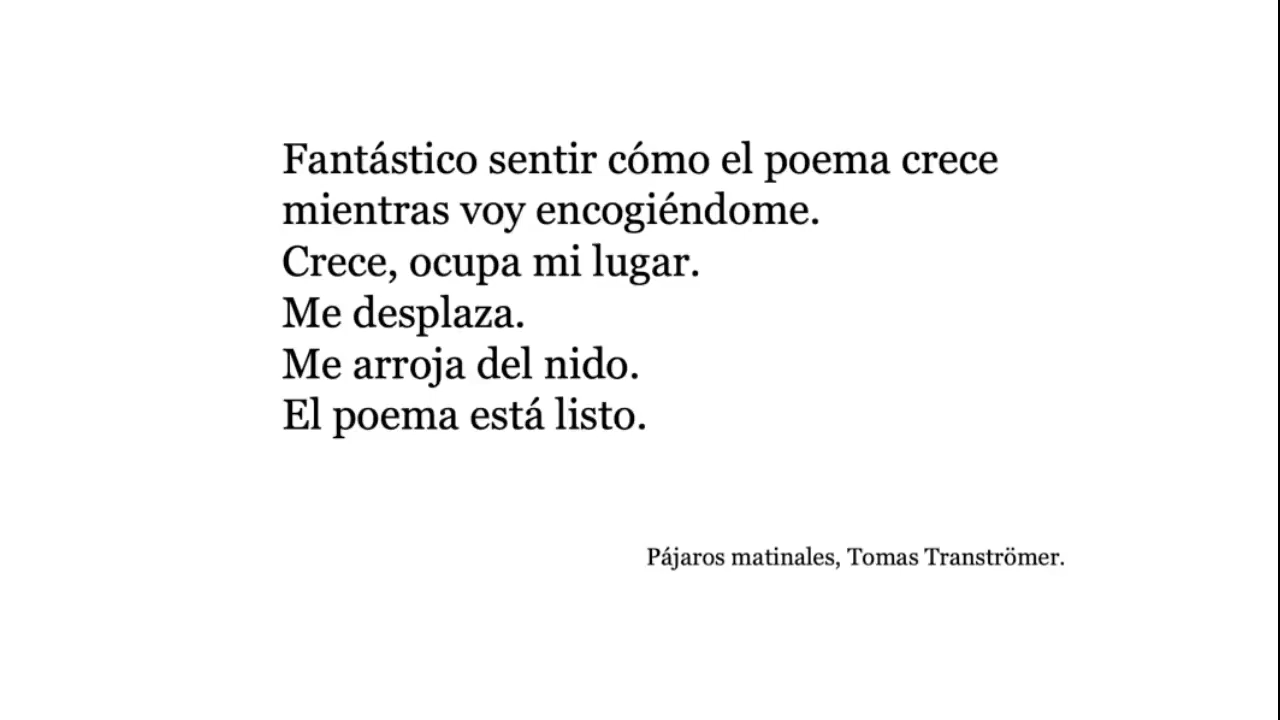 Fantástico sentir cómo el poema crece
mientras voy encogiéndome.
Crece, ocupa mi lugar.
Me desplaza.
Me arroja del nido.
El poema está listo.
Pájaros matinales, Tomas Tranströmer.